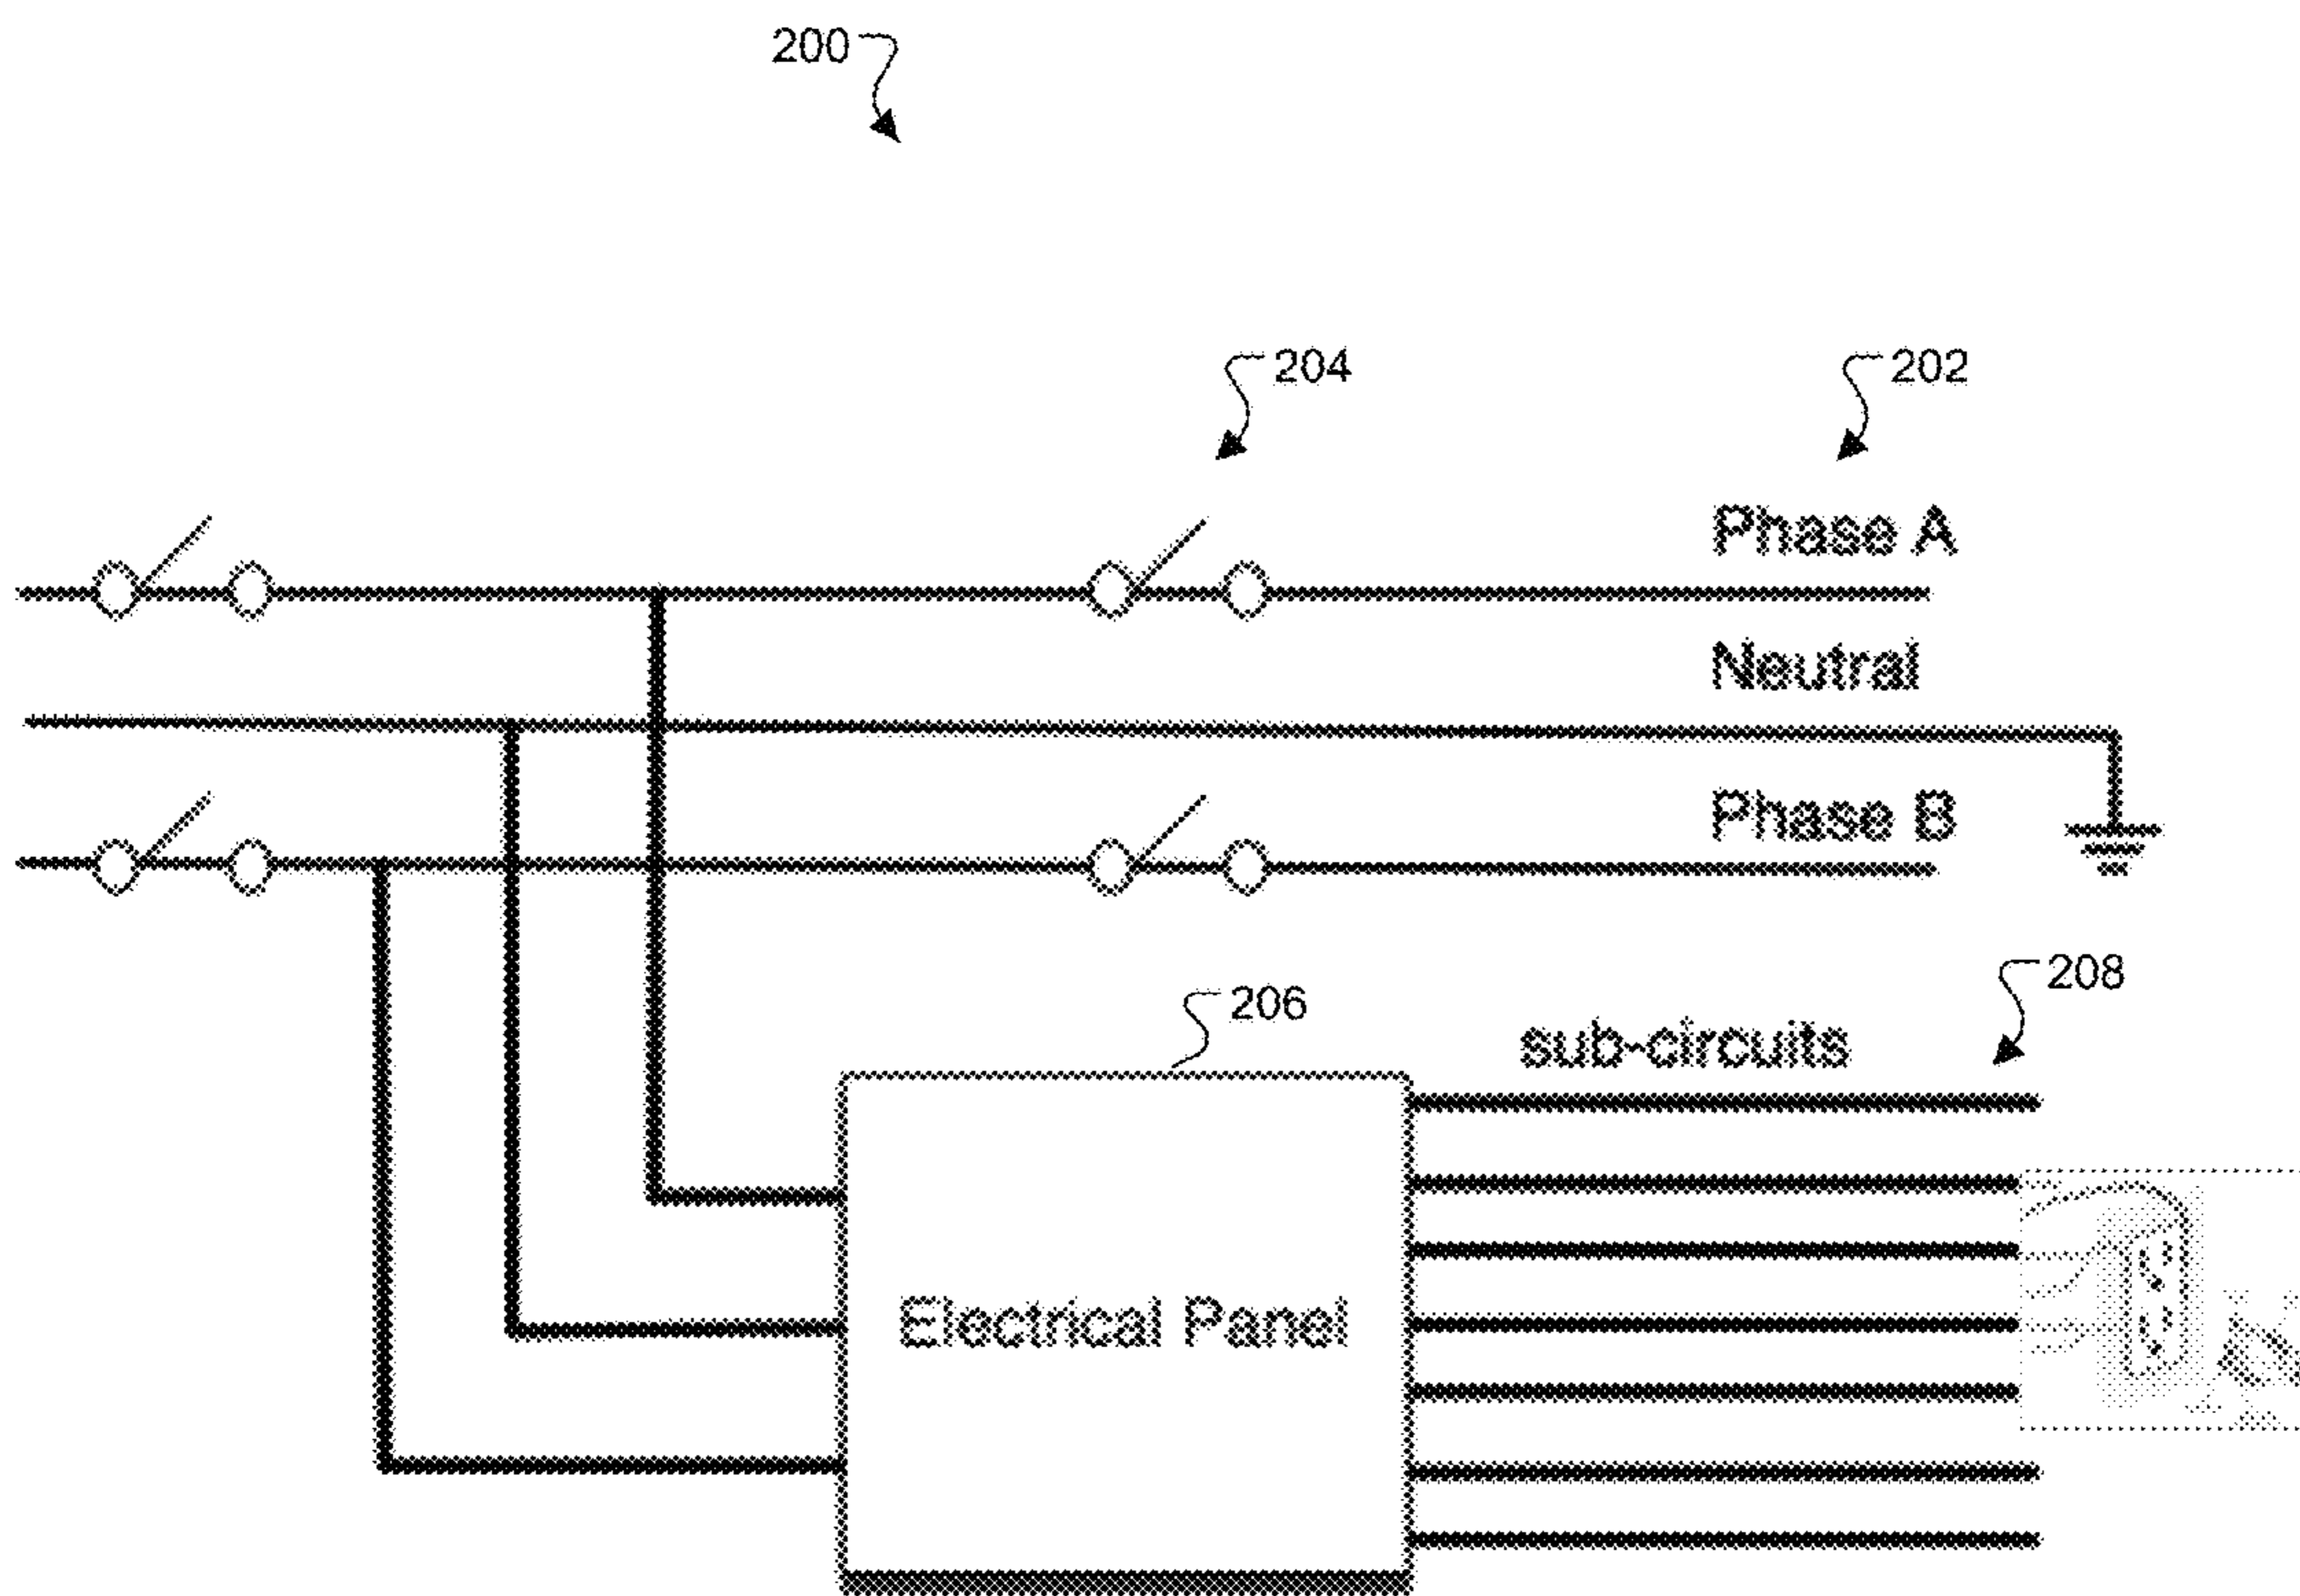 200
204
202
Phase A
Neutral
Phase B
208
206
sub-circuits
Electrical Panel